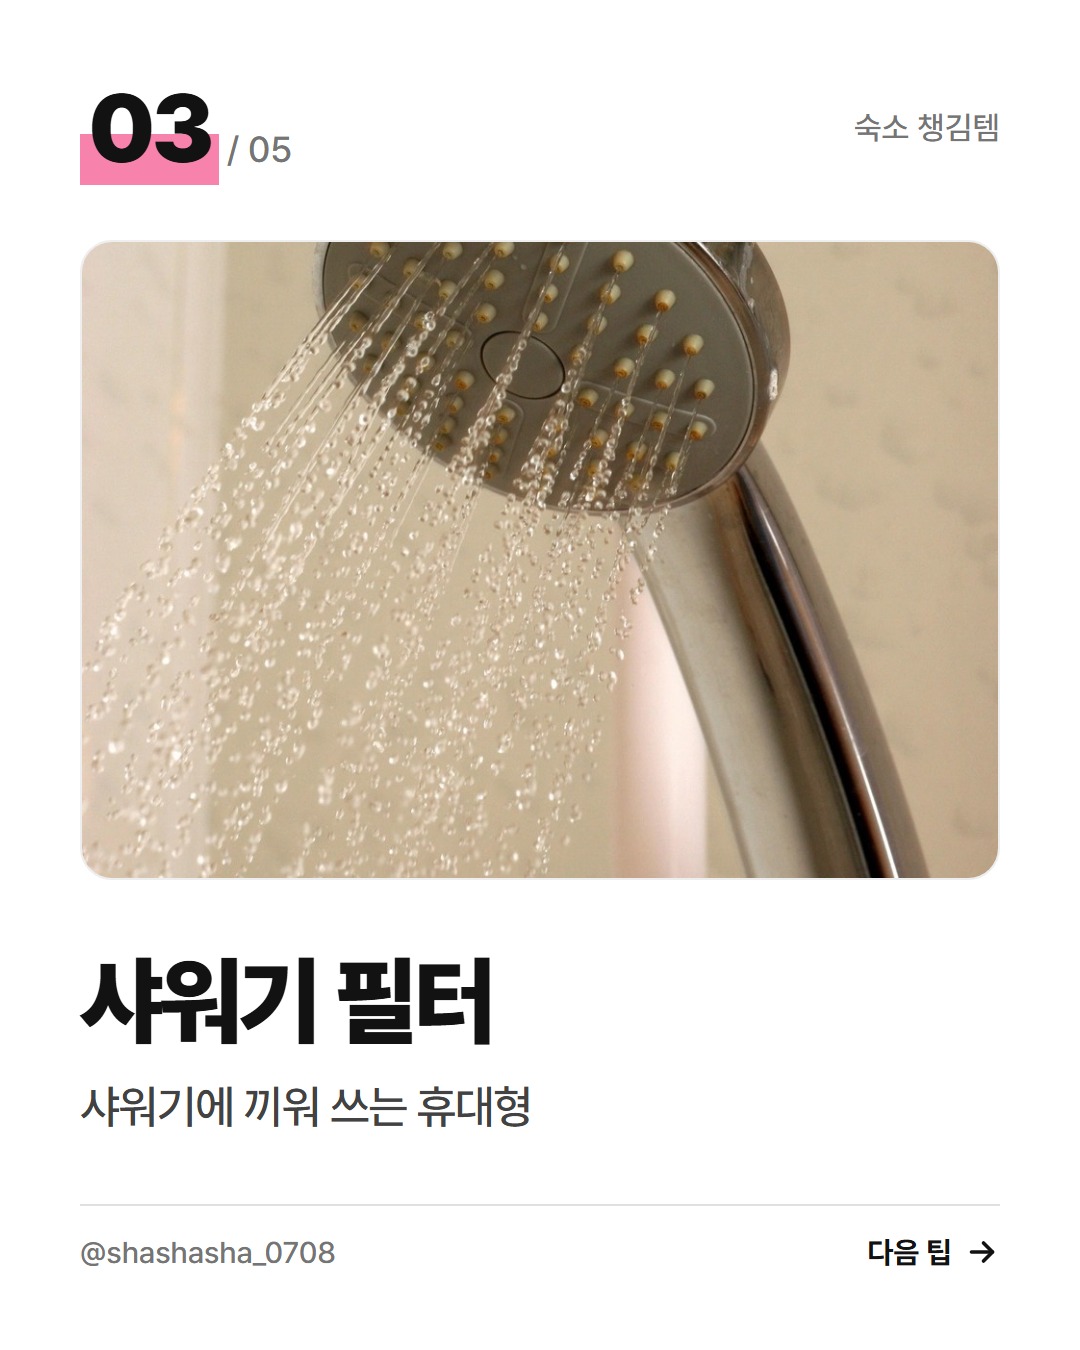 03 / 05
숙소 챙김템
샤워기 필터
샤워기에 끼워 쓰는 휴대형
@shashasha_0708
다음 팁 →